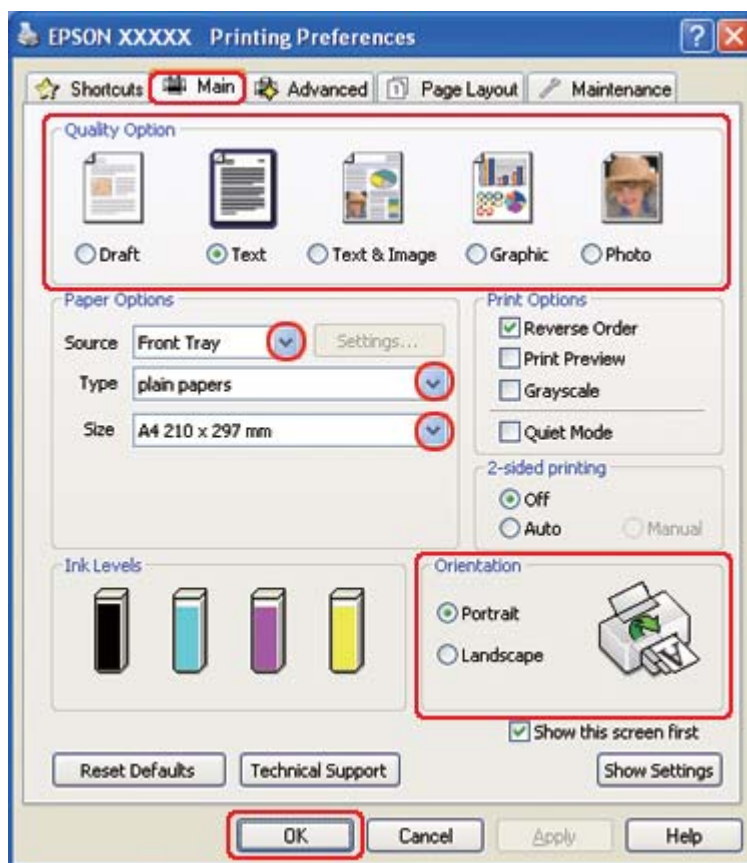 EPSON XXXXX Printing Preferences
Shortcuts Main Advanced Page Layout Maintenance
Quality Option
Draft Text Text & Image Graphic Photo
Paper Options
Source Front Tray Settings...
Type plain papers
Size A4 210 x 297 mm
Print Options
Reverse Order
Print Preview
Grayscale
Quiet Mode
2-sided printing
Off
Auto Manual
Ink Levels
Orientation
Portrait
Landscape
Show this screen first
Reset Defaults Technical Support Show Settings
OK Cancel Apply Help